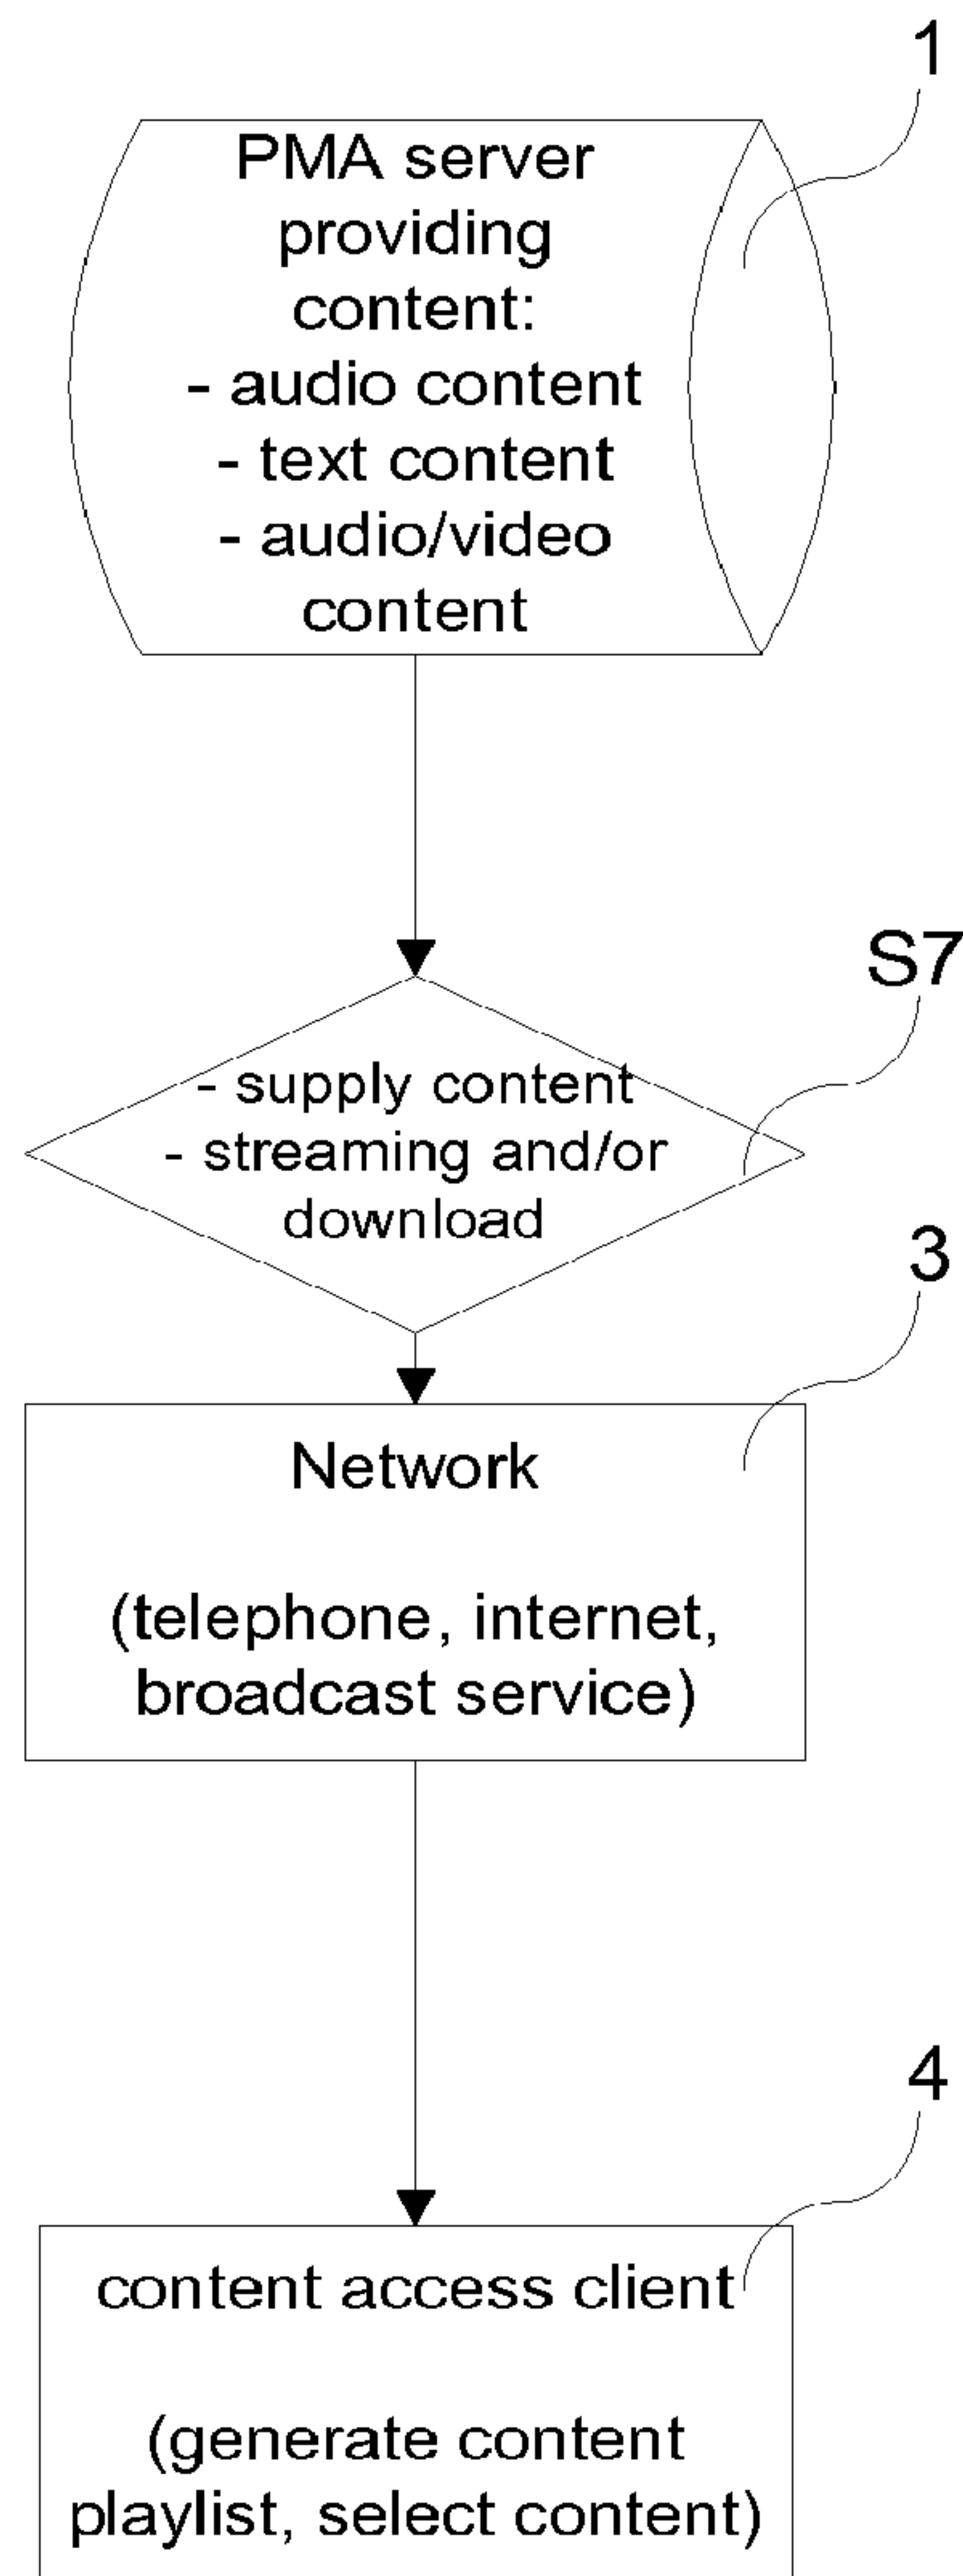 1
PMA server
providing
content:
- audio content
- text content
- audio/video
content
S7
- supply content
- streaming and/or
download
3
Network
(telephone, internet,
broadcast service)
4
content access client
(generate content
playlist, select content)